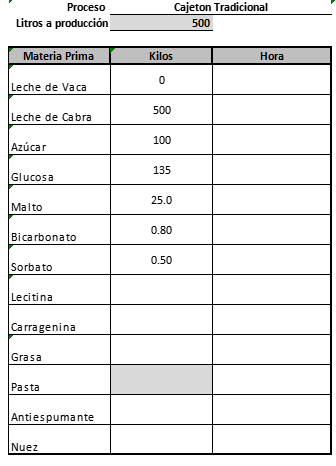 Proceso Cajeton Tradicional
Litros a producción 500
Materia Prima Kilos Hora
Leche de Vaca 0
Leche de Cabra 500
Azúcar 100
Glucosa 135
Malto 25.0
Bicarbonato 0.80
Sorbato 0.50
Lecitina
Carragenina
Grasa
Pasta
Antiespumante
Nuez